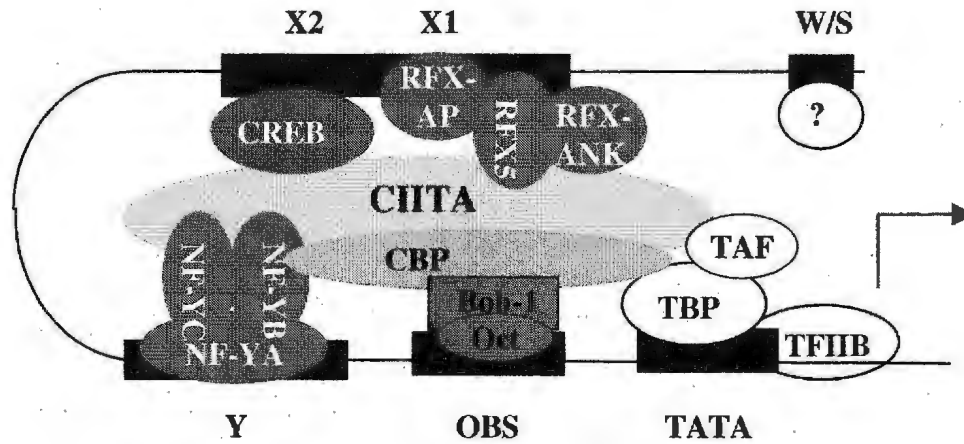 X2 X1 W/S
RFX-
AP
CREB
RFX5
RFX-
ANK
?
CIITA
NF-YC
NF-YB
CBP
TAF
Bob-1
TBP
Oct
NF-YA
TFIIB
Y OBS TATA